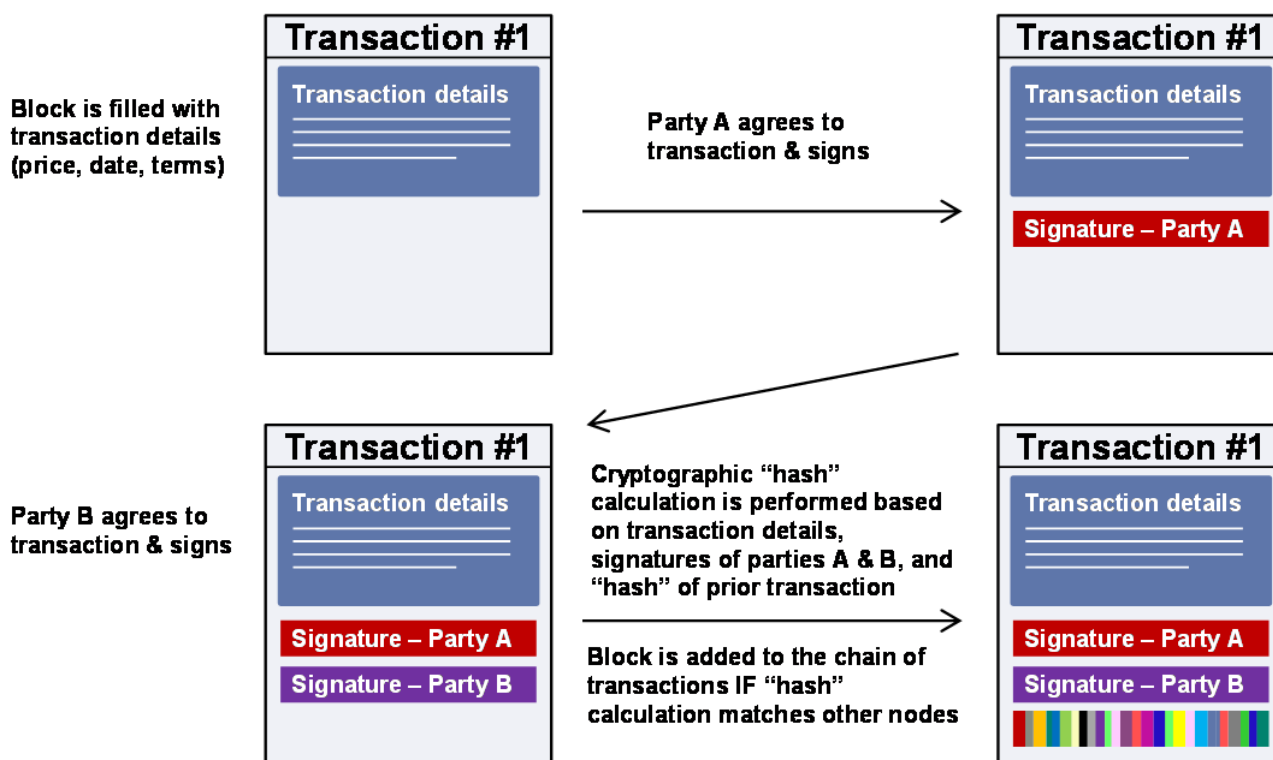 Transaction #1
Transaction details
Block is filled with
transaction details
(price, date, terms)
Party A agrees to
transaction & signs
Transaction #1
Transaction details
Signature – Party A
Transaction #1
Transaction details
Party B agrees to
transaction & signs
Signature – Party A
Signature – Party B
Cryptographic “hash”
calculation is performed based
on transaction details,
signatures of parties A & B, and
“hash” of prior transaction
Block is added to the chain of
transactions IF “hash”
calculation matches other nodes
Transaction #1
Transaction details
Signature – Party A
Signature – Party B